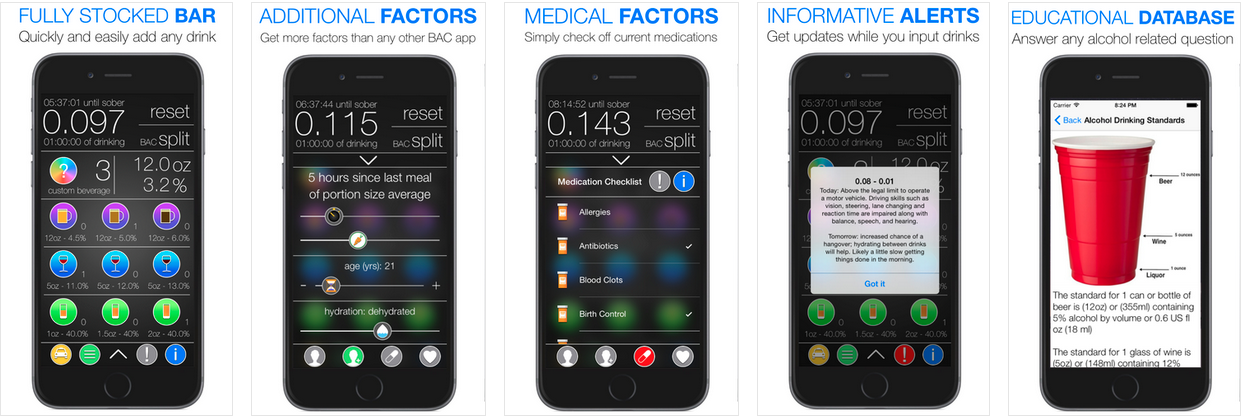 FULLY STOCKED BAR
Quickly and easily add any drink
05:37:01 until sober
0.097
01:00:00 of drinking
reset
BAC split
?
custom beverage
3
12.0 oz
3.2 %
0
1
0
12oz - 4.5%
12oz - 5.0%
12oz - 6.0%
1
0
0
5oz - 11.0%
5oz - 12.0%
5oz - 13.0%
0
0
0
1oz - 40.0%
1.5oz - 40%
2oz - 40.0%
!
i
ADDITIONAL FACTORS
Get more factors than any other BAC app
06:37:44 until sober
0.115
01:00:00 of drinking
reset
BAC split
5 hours since last meal
of portion size average
age (yrs): 21
- +
hydration: dehydrated
MEDICAL FACTORS
Simply check off current medications
08:14:52 until sober
0.143
01:00:00 of drinking
reset
BAC split
Medication Checklist
!
i
Allergies
Antibiotics
Blood Clots
Birth Control
INFORMATIVE ALERTS
Get updates while you input drinks
05:37:01 until sober
0.097
01:00:00 of drinking
reset
BAC split
12.0 oz
0.08 - 0.01
Today: Above the legal limit to operate
a motor vehicle. Driving skills such as
vision, steering, lane changing and
reaction time are impaired along with
balance, speech, and hearing.
Tomorrow: increased chance of a
hangover; hydrating between drinks
will help. Likely a little slow getting
things done in the morning.
Got it
1oz - 40.0%
1.5oz - 40%
2oz - 40.0%
!
i
EDUCATIONAL DATABASE
Answer any alcohol related question
Carrier
8:24 PM
Back
Alcohol Drinking Standards
Beer
12 ounces
Wine
5 ounces
Liquor
1 ounce
The standard for 1 can or bottle of
beer is (12oz) or (355ml) containing
5% alcohol by volume or 0.6 US fl
oz (18 ml)
The standard for 1 glass of wine is
(5oz) or (148ml) containing 12%